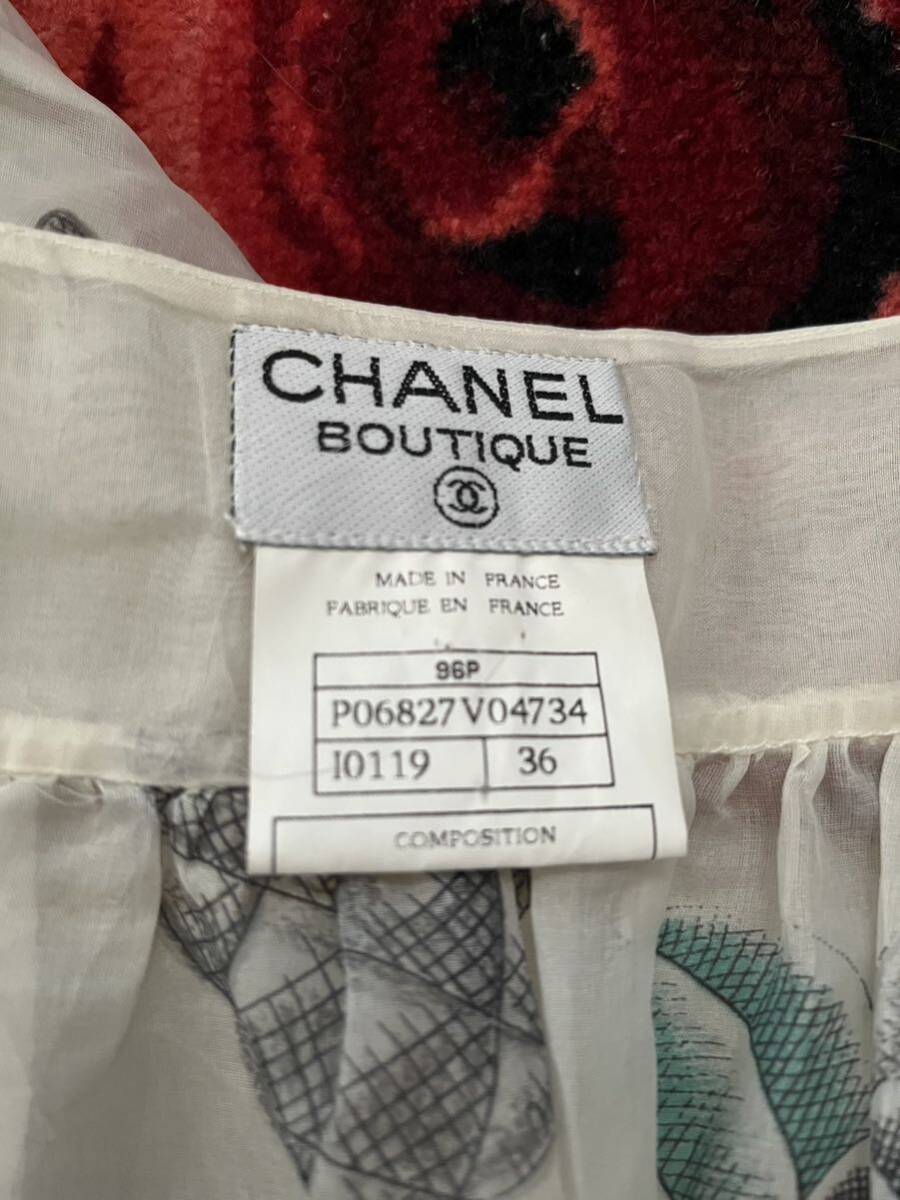 CHANEL
BOUTIQUE
MADE IN FRANCE
FABRIQUE EN FRANCE
96P
P06827V04734
I0119 36
COMPOSITION